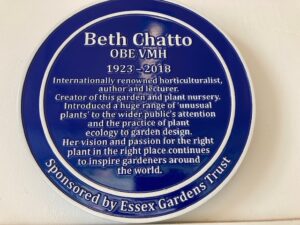 Beth Chatto
OBE VMH
1923 – 2018
Internationally renowned horticulturalist,
author and lecturer.
Creator of this garden and plant nursery.
Introduced a huge range of 'unusual
plants' to the wider public's attention
and the practice of plant
ecology to garden design.
Her vision and passion for the right
plant in the right place continues
to inspire gardeners around
the world.
Sponsored by Essex Gardens Trust